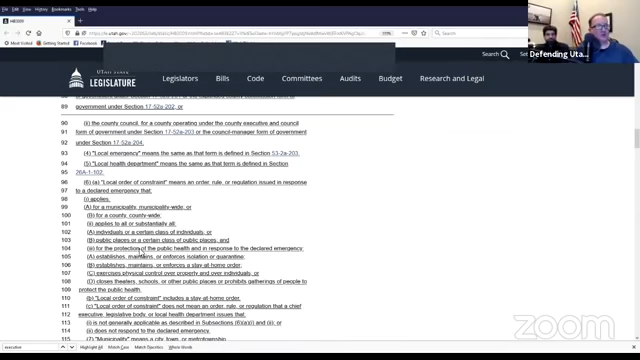 File Edit View History Bookmarks Tools Help
HB3009
Search
Defending Uta...
UTAH STATE
LEGISLATURE
Legislators Bills Code Committees Audits Budget Research and Legal
Search
89 government under Section 17-52a-202, or
90 (ii) the county council, for a county operating under the county executive and council
91 form of government under Section 17-52a-203 or the council-manager form of government
92 under Section 17-52a-204.
93 (4) "Local emergency" means the same as that term is defined in Section 53-2a-203.
94 (5) "Local health department" means the same as that term is defined in Section
95 26A-1-102.
96 (6) (a) "Local order of constraint" means an order, rule, or regulation issued in response
97 to a declared emergency that:
98 (i) applies:
99 (A) for a municipality, municipality-wide; or
100 (B) for a county, county-wide;
101 (ii) applies to all or substantially all:
102 (A) individuals or a certain class of individuals; or
103 (B) public places or a certain class of public places; and
104 for the protection of the public health and in response to the declared emergency:
105 (A) establishes, maintains, or enforces isolation or quarantine;
106 (B) establishes, maintains, or enforces a stay-at-home order;
107 (C) exercises physical control over property and over individuals; or
108 (D) closes theaters, schools, or other public places or prohibits gatherings of people to
109 protect the public health.
110 (b) "Local order of constraint" includes a stay-at-home order.
111 (c) "Local order of constraint" does not mean an order, rule, or regulation that a chief
112 executive, legislative body, or local health department issues that:
113 (i) is not generally applicable as described in Subsections (6)(a)(i) and (ii); or
114 (ii) does not respond to the declared emergency.
115 (7) "Municipality" means a city, town, or metro township.
executive
Highlight All Match Case Match Diacritics Whole Words
zoom